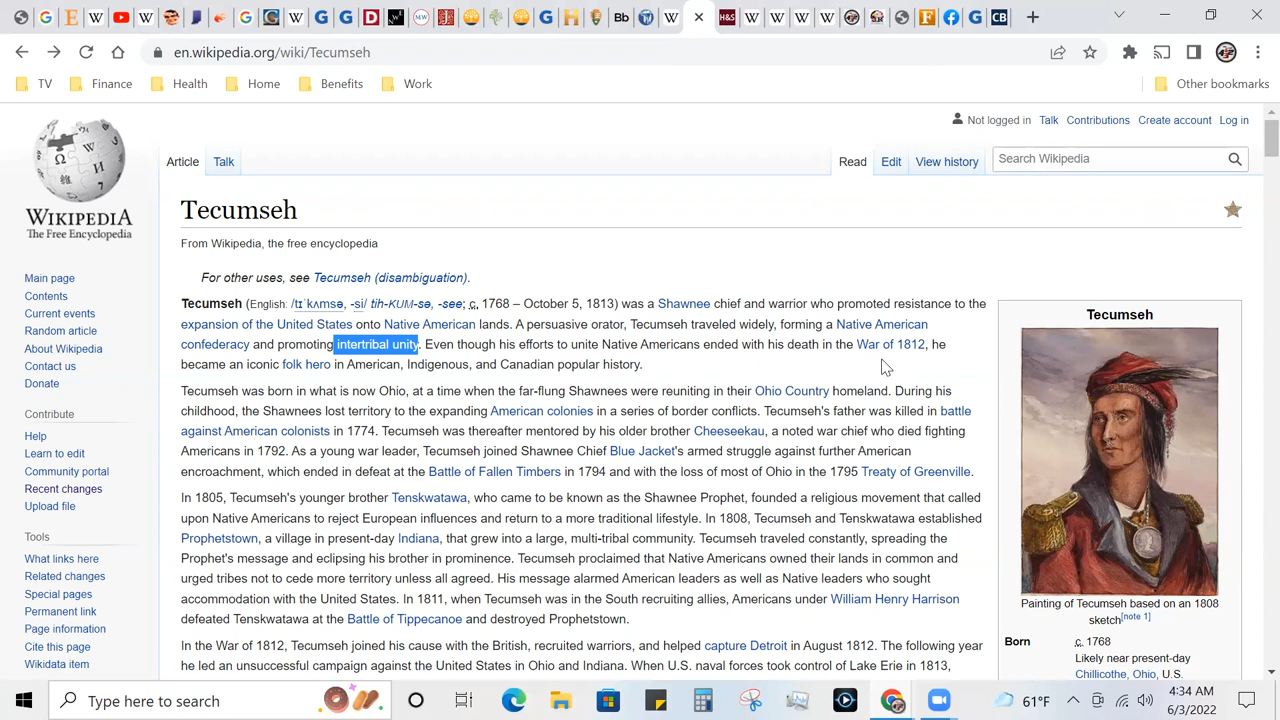 en.wikipedia.org/wiki/Tecumseh
TV Finance Health Home Benefits Work Other bookmarks
Not logged in Talk Contributions Create account Log in
Article Talk Read Edit View history Search Wikipedia
WIKIPEDIA
The Free Encyclopedia
Main page
Contents
Current events
Random article
About Wikipedia
Contact us
Donate
Contribute
Help
Learn to edit
Community portal
Recent changes
Upload file
Tools
What links here
Related changes
Special pages
Permanent link
Page information
Cite this page
Wikidata item
Tecumseh
From Wikipedia, the free encyclopedia
For other uses, see Tecumseh (disambiguation).
Tecumseh (English: /tɪˈkʌmsə, -si/ tih-KUM-sə, -see; c. 1768 – October 5, 1813) was a Shawnee chief and warrior who promoted resistance to the
expansion of the United States onto Native American lands. A persuasive orator, Tecumseh traveled widely, forming a Native American
confederacy and promoting intertribal unity. Even though his efforts to unite Native Americans ended with his death in the War of 1812, he
became an iconic folk hero in American, Indigenous, and Canadian popular history.
Tecumseh was born in what is now Ohio, at a time when the far-flung Shawnees were reuniting in their Ohio Country homeland. During his
childhood, the Shawnees lost territory to the expanding American colonies in a series of border conflicts. Tecumseh's father was killed in battle
against American colonists in 1774. Tecumseh was thereafter mentored by his older brother Cheeseekau, a noted war chief who died fighting
Americans in 1792. As a young war leader, Tecumseh joined Shawnee Chief Blue Jacket's armed struggle against further American
encroachment, which ended in defeat at the Battle of Fallen Timbers in 1794 and with the loss of most of Ohio in the 1795 Treaty of Greenville.
In 1805, Tecumseh's younger brother Tenskwatawa, who came to be known as the Shawnee Prophet, founded a religious movement that called
upon Native Americans to reject European influences and return to a more traditional lifestyle. In 1808, Tecumseh and Tenskwatawa established
Prophetstown, a village in present-day Indiana, that grew into a large, multi-tribal community. Tecumseh traveled constantly, spreading the
Prophet's message and eclipsing his brother in prominence. Tecumseh proclaimed that Native Americans owned their lands in common and
urged tribes not to cede more territory unless all agreed. His message alarmed American leaders as well as Native leaders who sought
accommodation with the United States. In 1811, when Tecumseh was in the South recruiting allies, Americans under William Henry Harrison
defeated Tenskwatawa at the Battle of Tippecanoe and destroyed Prophetstown.
In the War of 1812, Tecumseh joined his cause with the British, recruited warriors, and helped capture Detroit in August 1812. The following year
he led an unsuccessful campaign against the United States in Ohio and Indiana. When U.S. naval forces took control of Lake Erie in 1813,
Tecumseh
Painting of Tecumseh based on an 1808
sketch[note 1]
Born c. 1768
Likely near present-day
Chillicothe, Ohio, U.S.
Type here to search
61°F
4:34 AM
6/3/2022